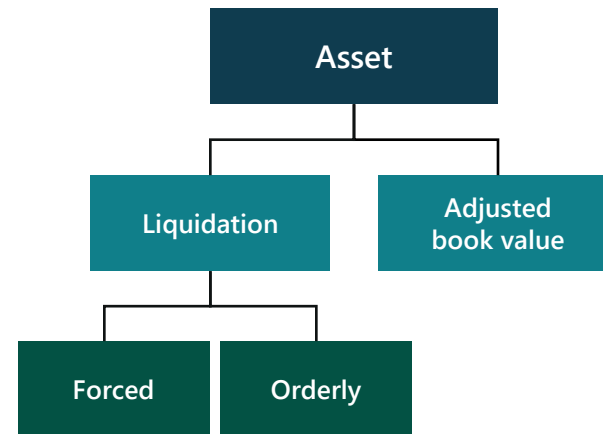 Asset
Liquidation
Adjusted
book value
Forced
Orderly